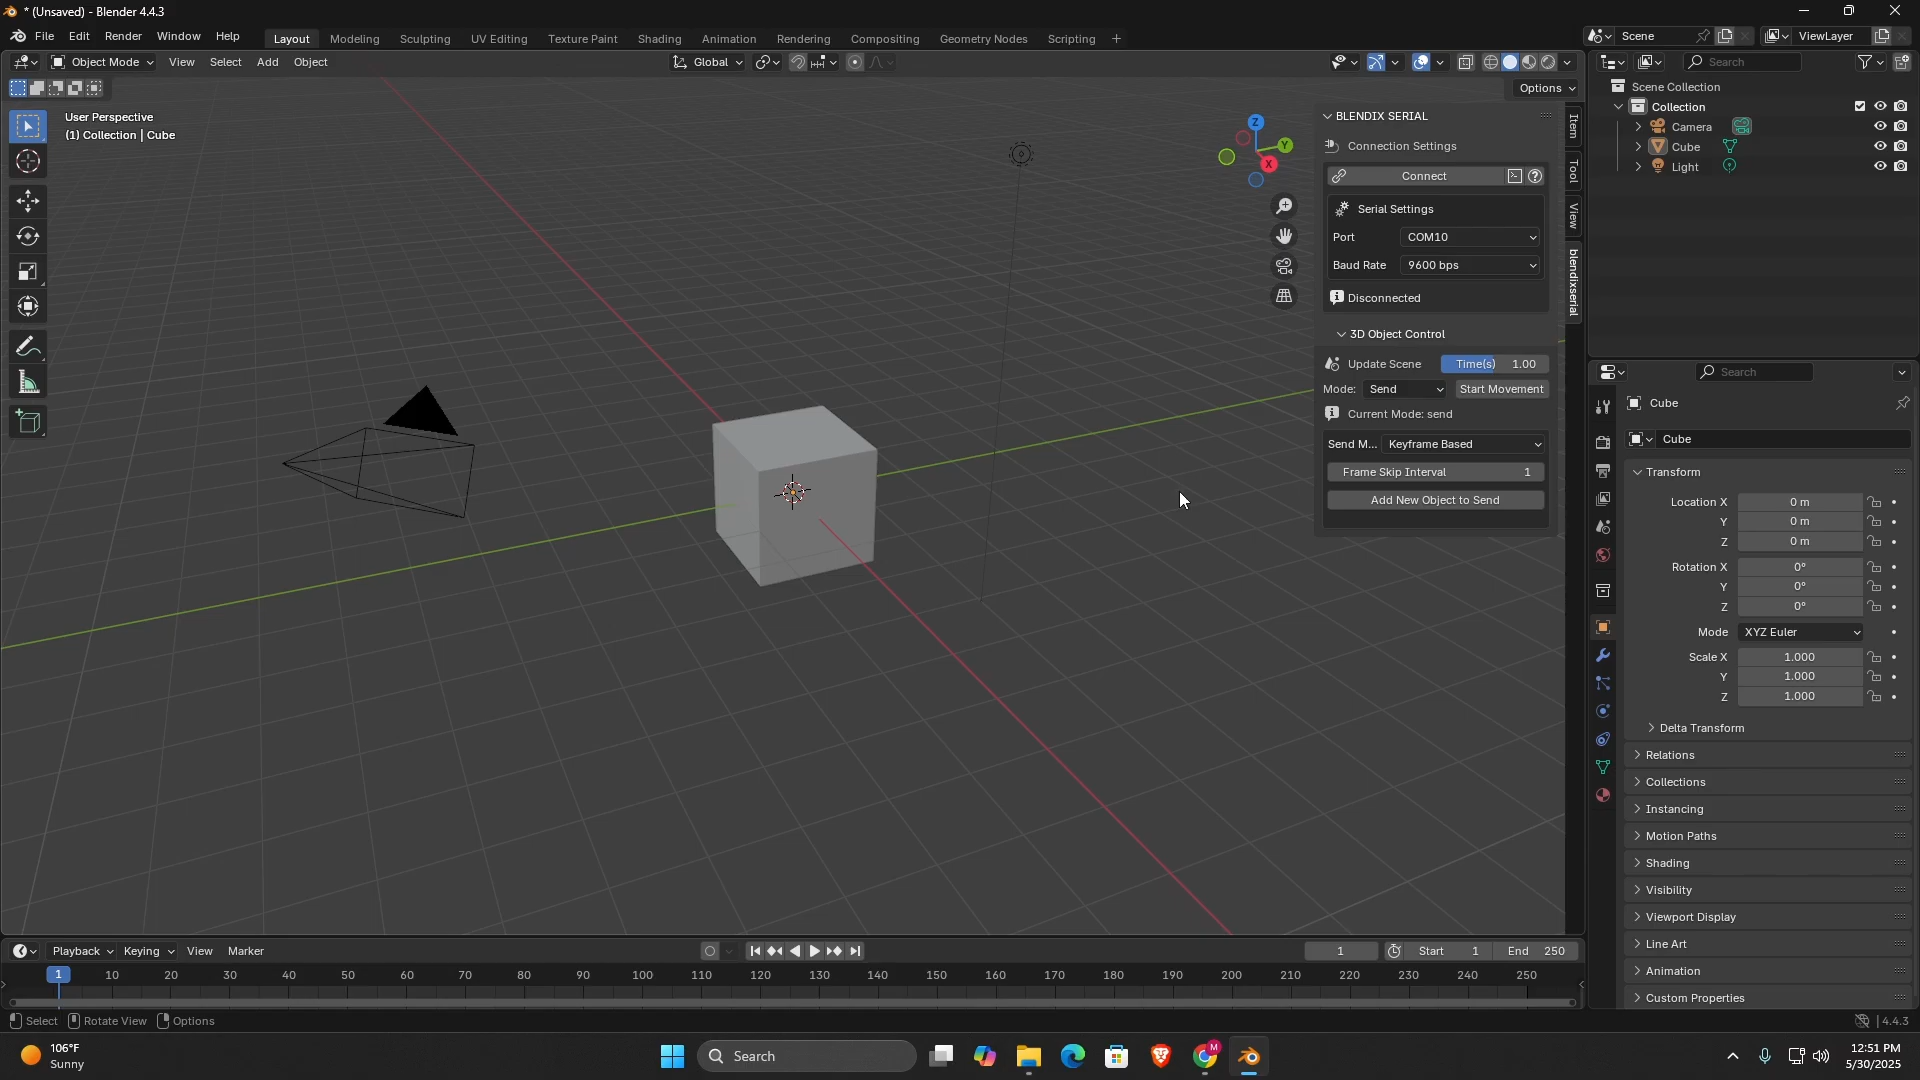 * (Unsaved) - Blender 4.4.3
File Edit Render Window Help
Layout Modeling Sculpting UV Editing Texture Paint Shading Animation Rendering Compositing Geometry Nodes Scripting +
Scene
ViewLayer
Object Mode View Select Add Object
Global
Search
Options
User Perspective
(1) Collection | Cube
Z
Y
X
BLENDIX SERIAL
Connection Settings
Connect
Serial Settings
Port COM10
Baud Rate 9600 bps
Disconnected
3D Object Control
Update Scene Time(s) 1.00
Mode: Send Start Movement
Current Mode: send
Send M... Keyframe Based
Frame Skip Interval 1
Add New Object to Send
Item
Tool
View
blendixserial
Scene Collection
Collection
Camera
Cube
Light
Search
Cube
Cube
Transform
Location X 0 m
Y 0 m
Z 0 m
Rotation X 0°
Y 0°
Z 0°
Mode XYZ Euler
Scale X 1.000
Y 1.000
Z 1.000
Delta Transform
Relations
Collections
Instancing
Motion Paths
Shading
Visibility
Viewport Display
Line Art
Animation
Custom Properties
Playback Keying View Marker
1 Start 1 End 250
1 10 20 30 40 50 60 70 80 90 100 110 120 130 140 150 160 170 180 190 200 210 220 230 240 250
Select Rotate View Options
4.4.3
106°F
Sunny
Search
M
12:51 PM
5/30/2025